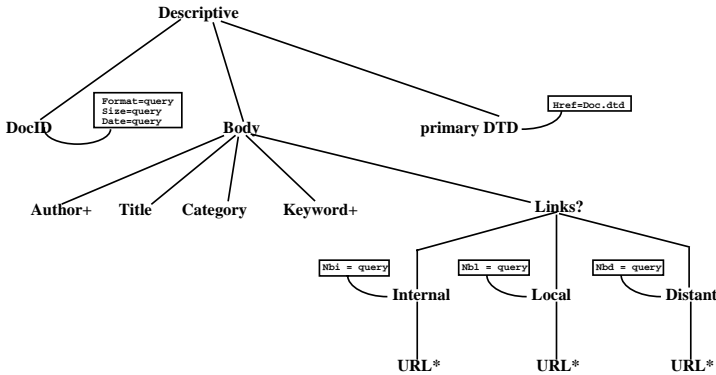 Descriptive
Format=query
Size=query
Date=query
Href=Doc.dtd
DocID
Body
primary DTD
Author+
Title
Category
Keyword+
Links?
Nbi = query
Nbl = query
Nbd = query
Internal
Local
Distant
URL*
URL*
URL*